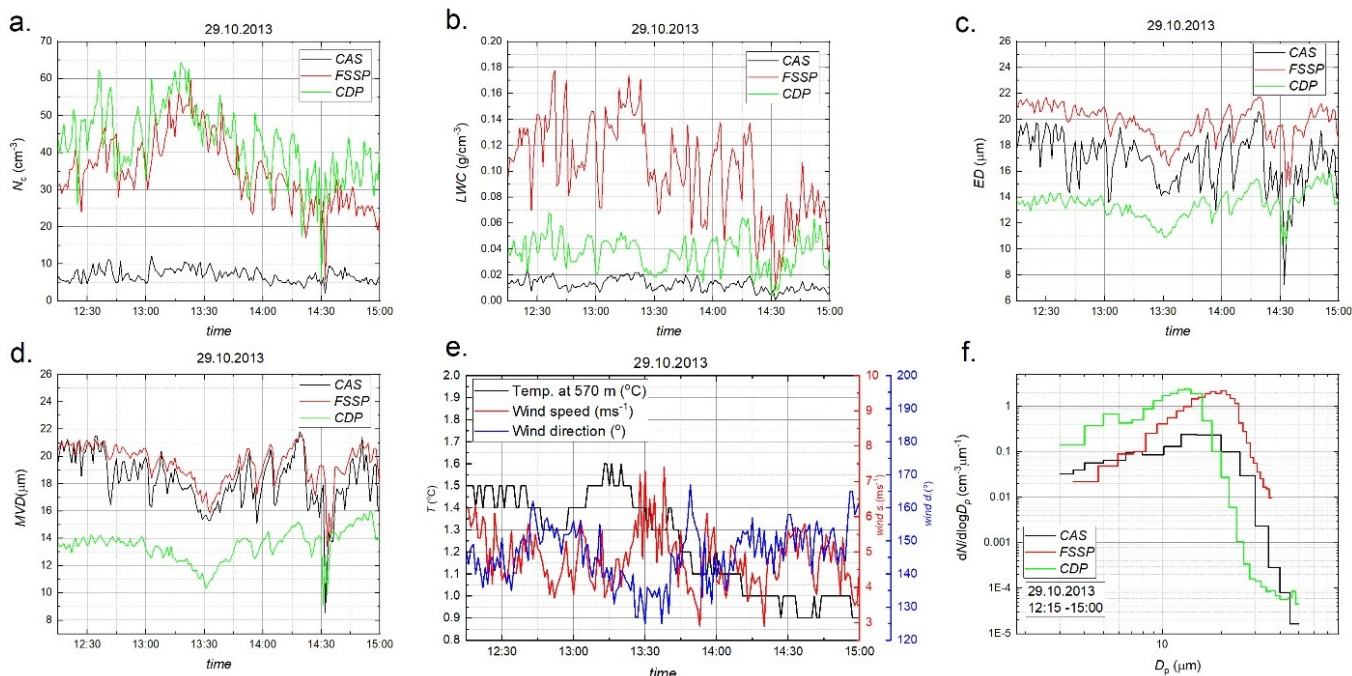 a.
29.10.2013
CAS
FSSP
CDP
70
60
50
40
30
20
10
0
Nc (cm-3)
12:30 13:00 13:30 14:00 14:30 15:00
time
b.
29.10.2013
CAS
FSSP
CDP
0.20
0.18
0.16
0.14
0.12
0.10
0.08
0.06
0.04
0.02
0.00
LWC (g/cm-3)
12:30 13:00 13:30 14:00 14:30 15:00
time
c.
29.10.2013
CAS
FSSP
CDP
26
24
22
20
18
16
14
12
10
8
6
ED (μm)
12:30 13:00 13:30 14:00 14:30 15:00
time
d.
29.10.2013
CAS
FSSP
CDP
26
24
22
20
18
16
14
12
10
8
MVD(μm)
12:30 13:00 13:30 14:00 14:30 15:00
time
e.
29.10.2013
Temp. at 570 m (°C)
Wind speed (ms-1)
Wind direction (°)
2.0
1.9
1.8
1.7
1.6
1.5
1.4
1.3
1.2
1.1
1.0
0.9
0.8
T (°C)
10
9
8
7
6
5
4
3
wind s.(ms-1)
200
190
180
170
160
150
140
130
120
wind d.(°)
12:30 13:00 13:30 14:00 14:30 15:00
time
f.
1
0.1
0.01
0.001
1E-4
1E-5
dN/dlogDp (cm-3μm-1)
CAS
FSSP
CDP
29.10.2013
12:15 -15:00
10
Dp (μm)